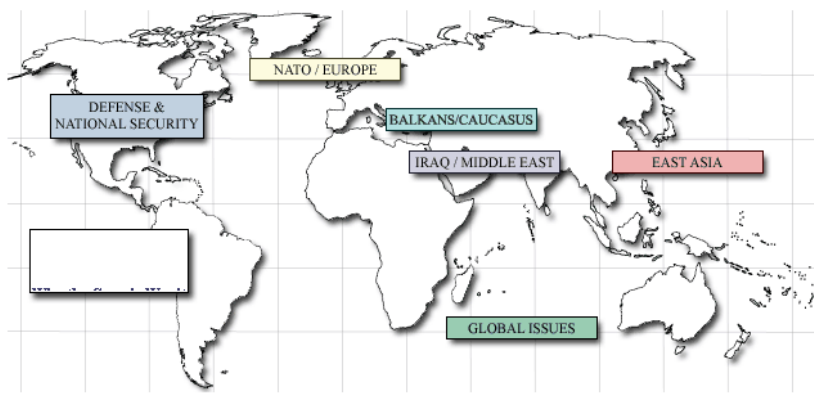 NATO / EUROPE
DEFENSE &
NATIONAL SECURITY
BALKANS/CAUCASUS
IRAQ / MIDDLE EAST
EAST ASIA
GLOBAL ISSUES